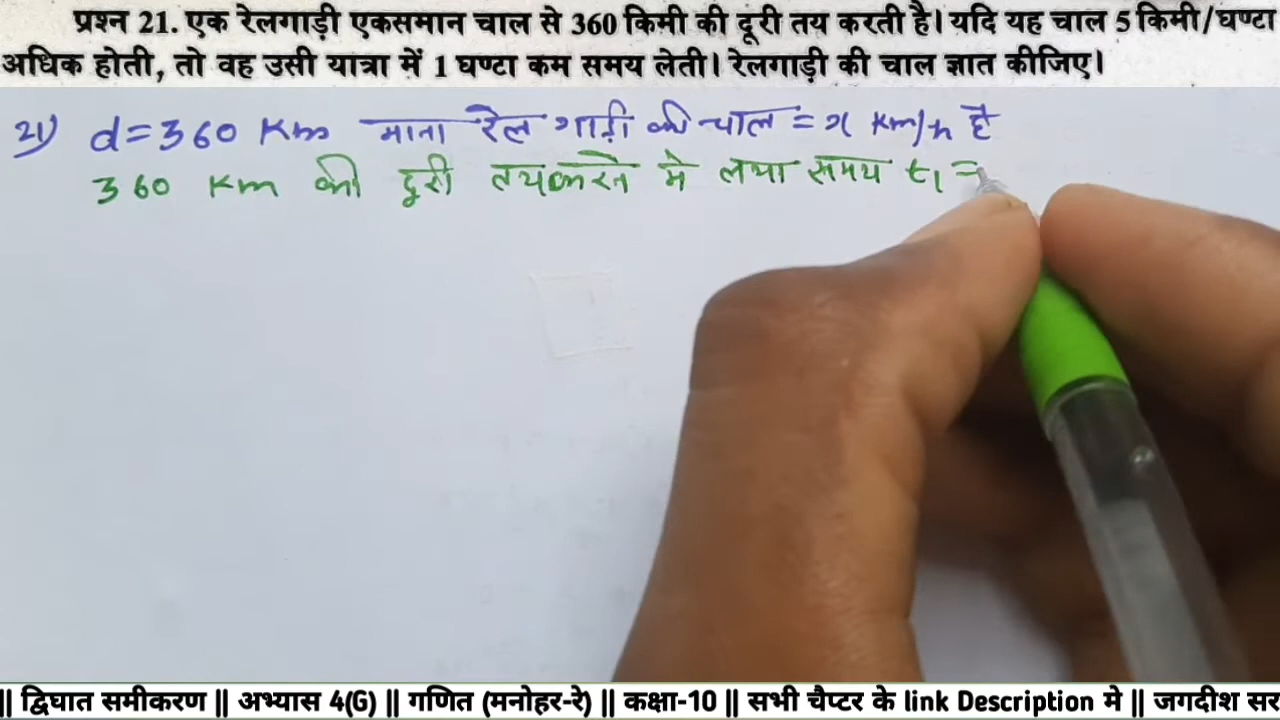 प्रश्न 21. एक रेलगाड़ी एकसमान चाल से 360 किमी की दूरी तय करती है। यदि यह चाल 5 किमी/घण्टा
अधिक होती, तो वह उसी यात्रा में 1 घण्टा कम समय लेती। रेलगाड़ी की चाल ज्ञात कीजिए।
21) d=360 Km माना रेल गाड़ी की चाल = x Km/h है
360 Km की दूरी तय करने मे लगा समय t₁ =
|| द्विघात समीकरण || अभ्यास 4(G) || गणित (मनोहर-रे) || कक्षा-10 || सभी चैप्टर के link Description मे || जगदीश सर